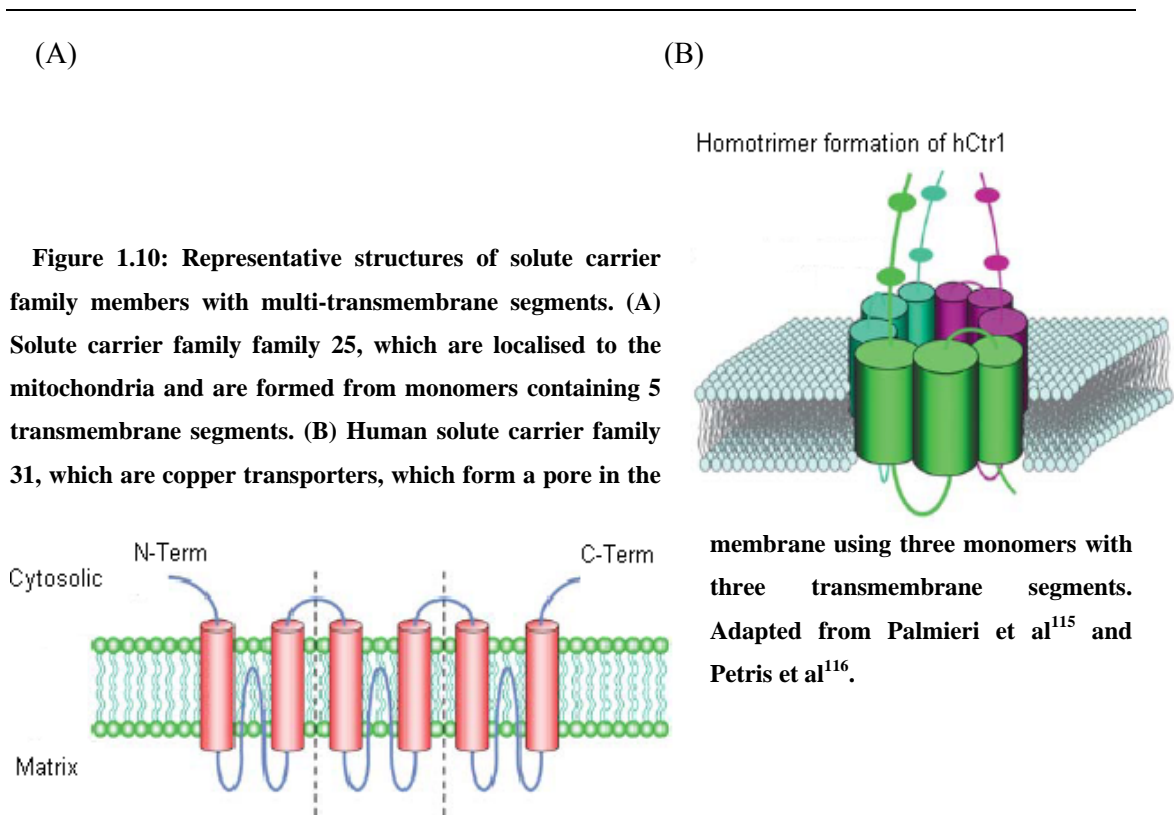 (A)
(B)
Homotrimer formation of hCtr1
Figure 1.10: Representative structures of solute carrier
family members with multi-transmembrane segments. (A)
Solute carrier family family 25, which are localised to the
mitochondria and are formed from monomers containing 5
transmembrane segments. (B) Human solute carrier family
31, which are copper transporters, which form a pore in the
membrane using three monomers with
three transmembrane segments.
Adapted from Palmieri et al115 and
Petris et al116.
N-Term
C-Term
Cytosolic
Matrix